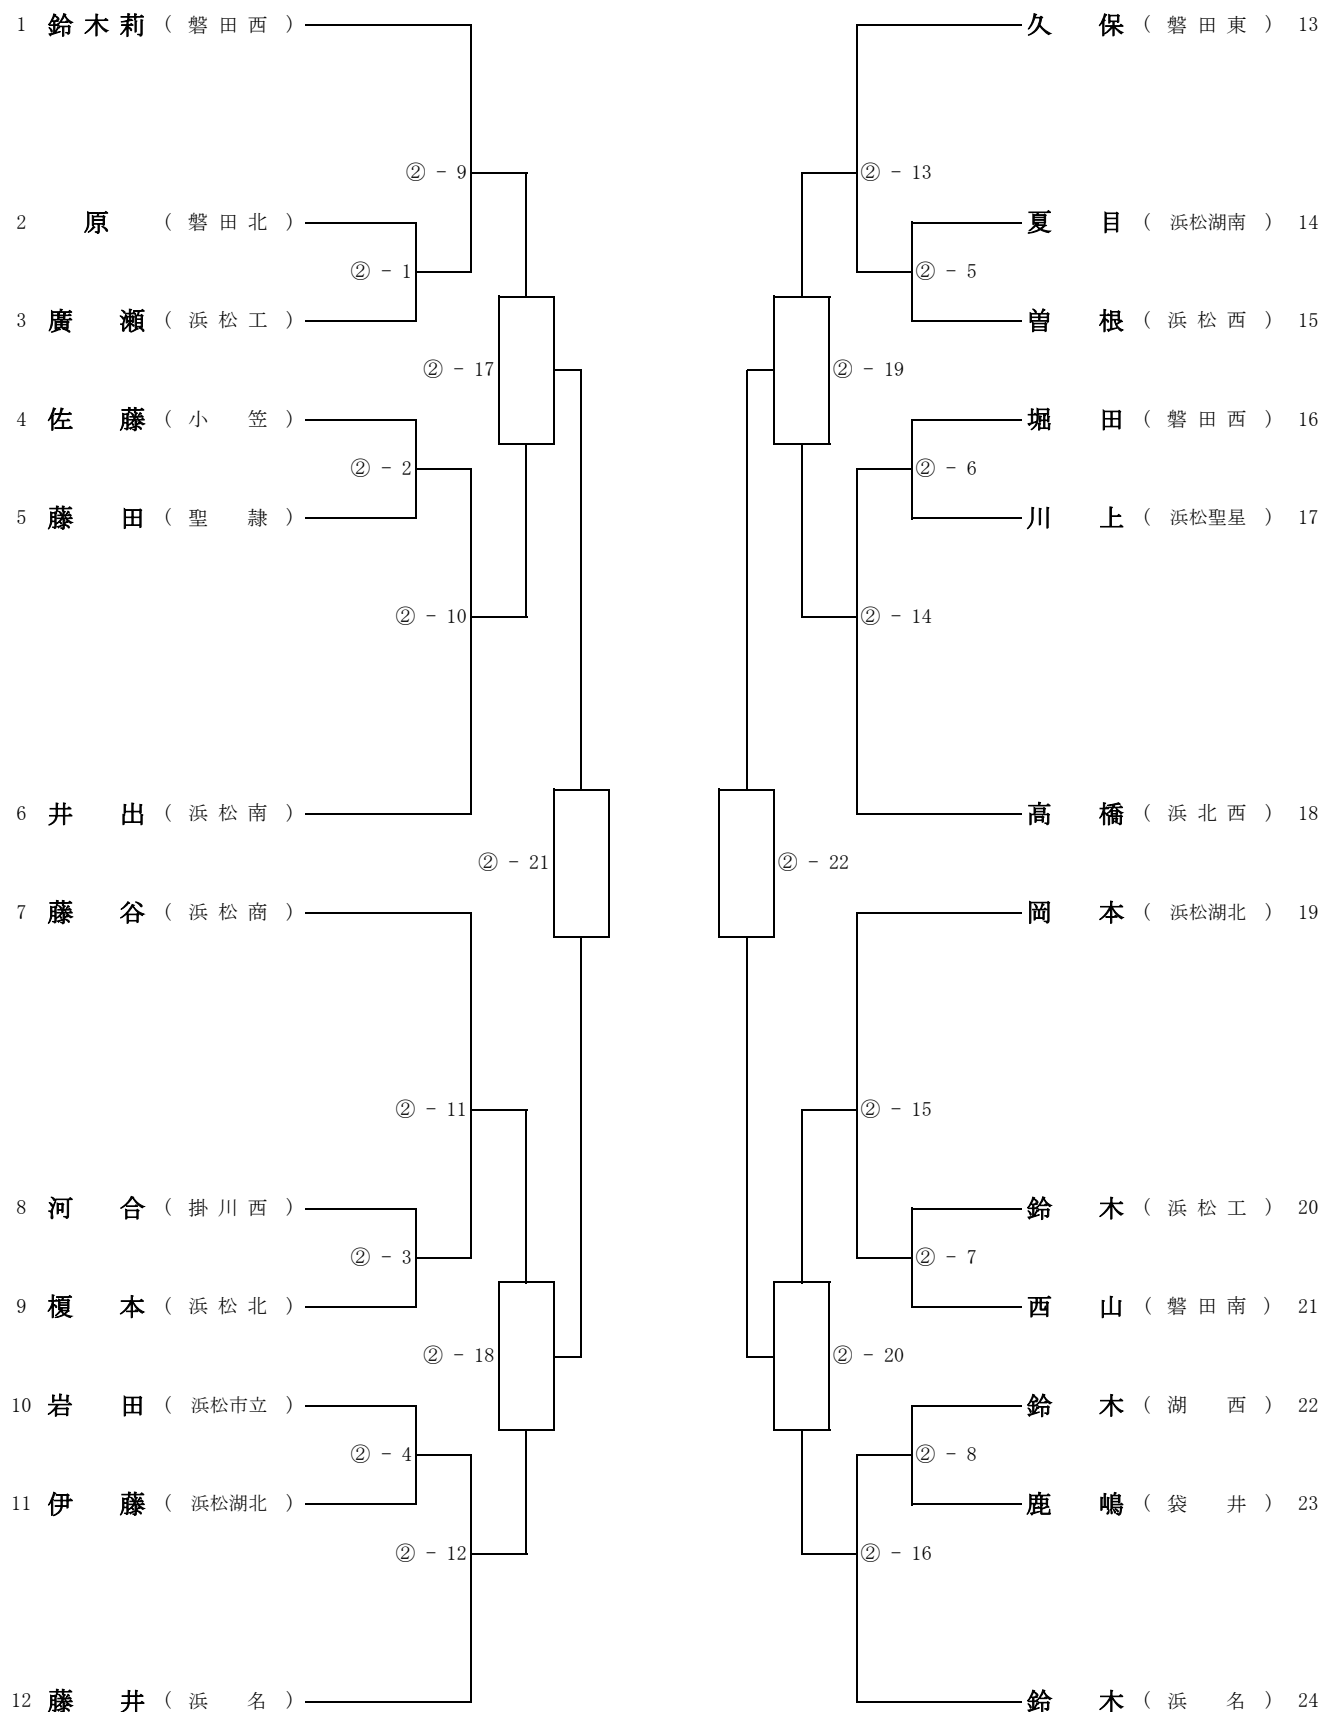 1 鈴木莉 （ 磐田西 ） 久保 （ 磐田東 ） 13
② - 9 ② - 13
2 原 （ 磐田北 ） 夏目 （ 浜松湖南 ） 14
② - 1 ② - 5
3 廣瀬 （ 浜松工 ） 曽根 （ 浜松西 ） 15
② - 17 ② - 19
4 佐藤 （ 小笠 ） 堀田 （ 磐田西 ） 16
② - 2 ② - 6
5 藤田 （ 聖隷 ） 川上 （ 浜松聖星 ） 17
② - 10 ② - 14
6 井出 （ 浜松南 ） 高橋 （ 浜北西 ） 18
② - 21 ② - 22
7 藤谷 （ 浜松商 ） 岡本 （ 浜松湖北 ） 19
② - 11 ② - 15
8 河合 （ 掛川西 ） 鈴木 （ 浜松工 ） 20
② - 3 ② - 7
9 榎本 （ 浜松北 ） 西山 （ 磐田南 ） 21
② - 18 ② - 20
10 岩田 （ 浜松市立 ） 鈴木 （ 湖西 ） 22
② - 4 ② - 8
11 伊藤 （ 浜松湖北 ） 鹿嶋 （ 袋井 ） 23
② - 12 ② - 16
12 藤井 （ 浜名 ） 鈴木 （ 浜名 ） 24